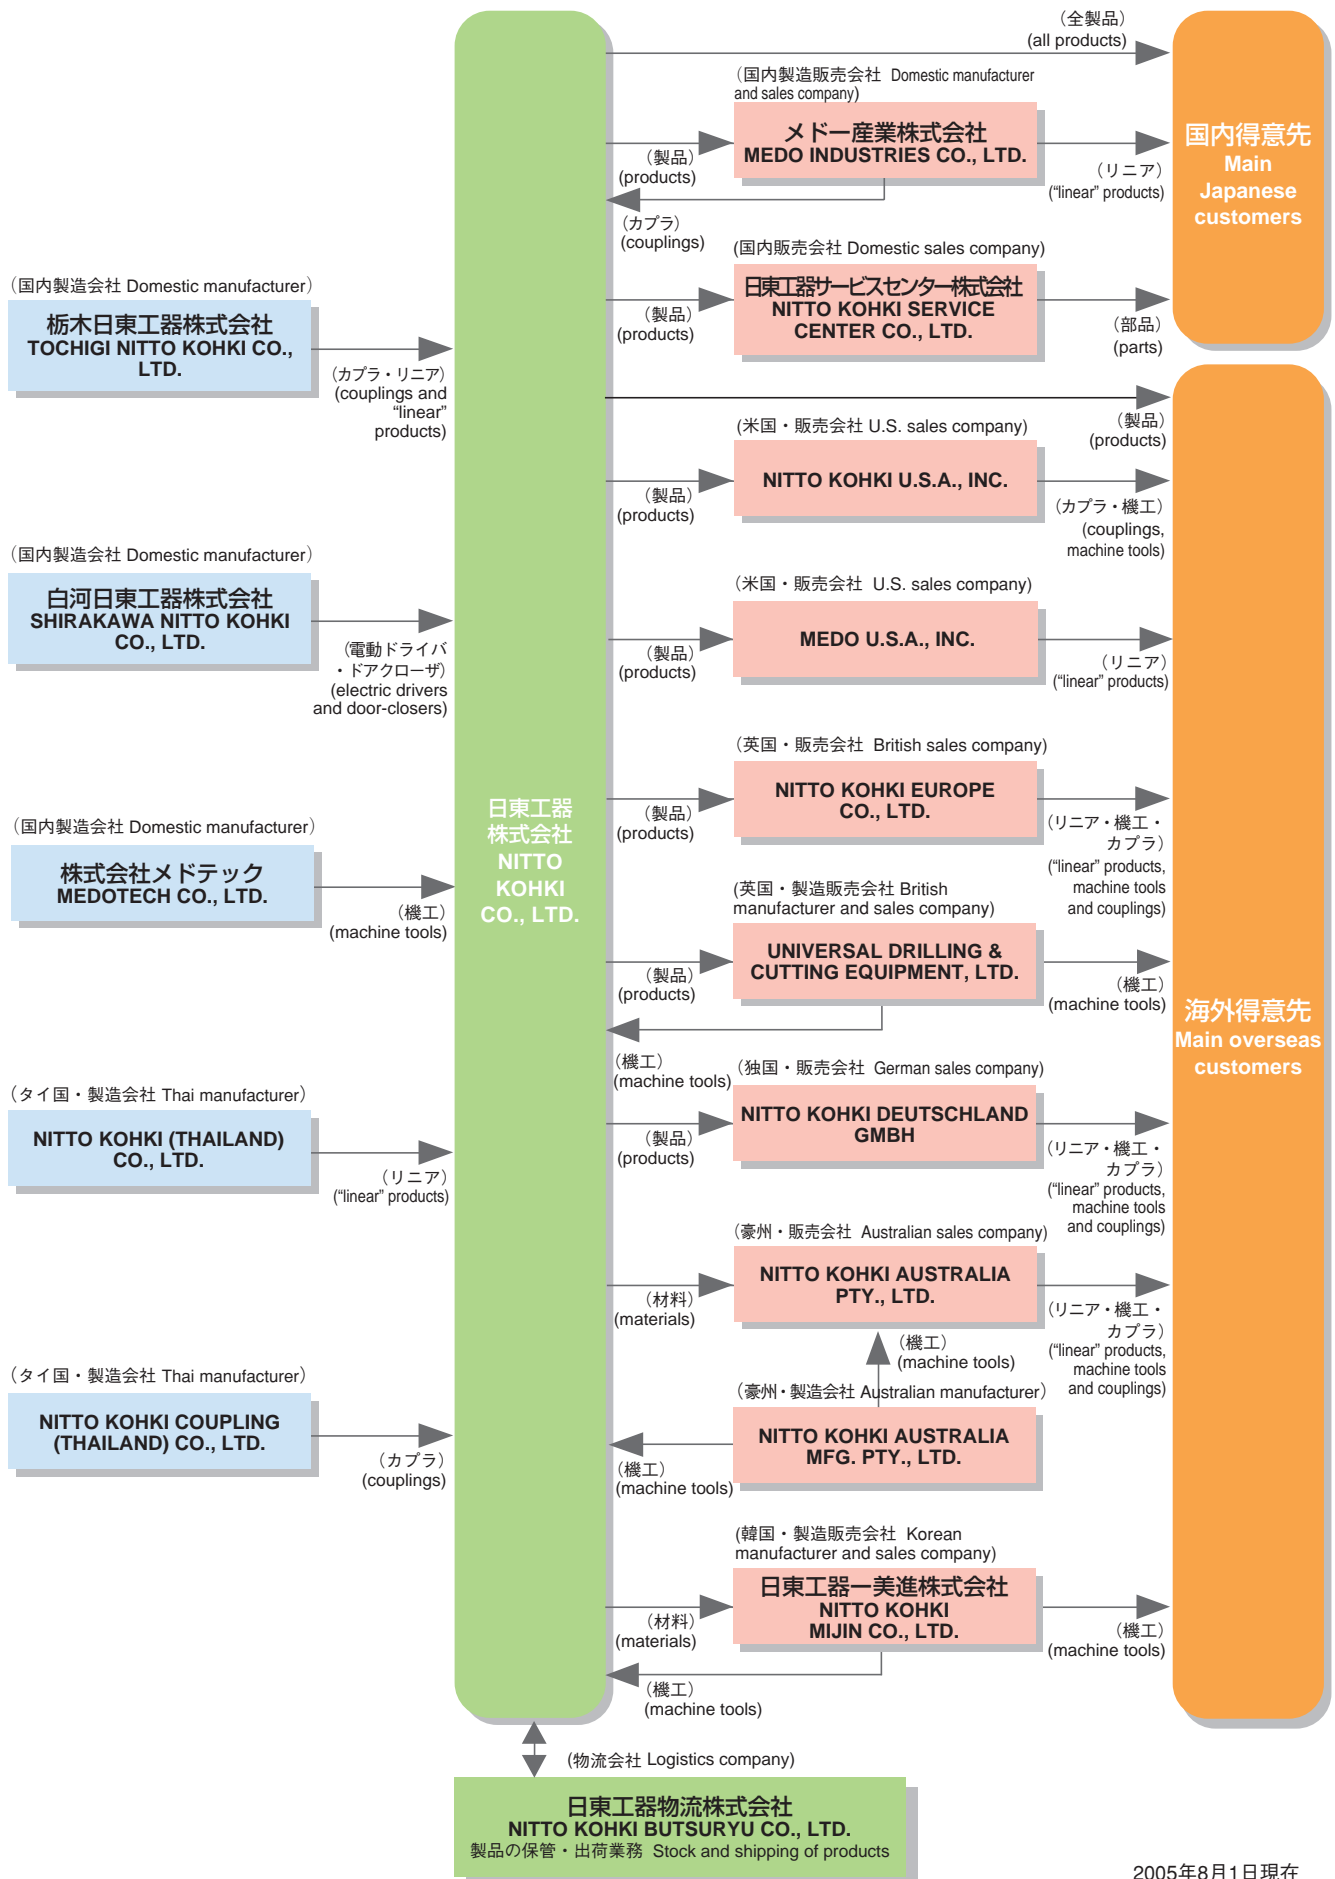 （全製品）
(all products)
（国内製造販売会社 Domestic manufacturer
and sales company)
メドー産業株式会社
MEDO INDUSTRIES CO., LTD.
（製品）
(products)
（リニア）
("linear" products)
（カプラ）
(couplings)
国内得意先
Main
Japanese
customers
(国内販売会社 Domestic sales company)
日東工器サービスセンター株式会社
NITTO KOHKI SERVICE
CENTER CO., LTD.
（製品）
(products)
（部品）
(parts)
（国内製造会社 Domestic manufacturer）
栃木日東工器株式会社
TOCHIGI NITTO KOHKI CO.,
LTD.
（カプラ・リニア）
(couplings and
“linear”
products)
（製品）
(products)
(米国・販売会社 U.S. sales company)
NITTO KOHKI U.S.A., INC.
（製品）
(products)
（カプラ・機工）
(couplings,
machine tools)
（国内製造会社 Domestic manufacturer）
白河日東工器株式会社
SHIRAKAWA NITTO KOHKI
CO., LTD.
（電動ドライバ
・ドアクローザ）
(electric drivers
and door-closers)
（米国・販売会社 U.S. sales company)
MEDO U.S.A., INC.
（製品）
(products)
（リニア）
(“linear” products)
（英国・販売会社 British sales company)
NITTO KOHKI EUROPE
CO., LTD.
（製品）
(products)
（リニア・機工・
カプラ）
(“linear” products,
machine tools
and couplings)
日東工器
株式会社
NITTO
KOHKI
CO., LTD.
（国内製造会社 Domestic manufacturer）
株式会社メドテック
MEDOTECH CO., LTD.
（機工）
(machine tools)
(英国・製造販売会社 British
manufacturer and sales company)
UNIVERSAL DRILLING &
CUTTING EQUIPMENT, LTD.
（製品）
(products)
（機工）
(machine tools)
（機工）
(machine tools)
海外得意先
Main overseas
customers
（独国・販売会社 German sales company)
NITTO KOHKI DEUTSCHLAND
GMBH
（製品）
(products)
（リニア・機工・
カプラ）
(“linear” products,
machine tools
and couplings)
（タイ国・製造会社 Thai manufacturer）
NITTO KOHKI (THAILAND)
CO., LTD.
（リニア）
(“linear” products)
（豪州・販売会社 Australian sales company)
NITTO KOHKI AUSTRALIA
PTY., LTD.
（材料）
(materials)
（リニア・機工・
カプラ）
(“linear” products,
machine tools
and couplings)
（機工）
(machine tools)
（タイ国・製造会社 Thai manufacturer）
NITTO KOHKI COUPLING
(THAILAND) CO., LTD.
（カプラ）
(couplings)
（豪州・製造会社 Australian manufacturer）
NITTO KOHKI AUSTRALIA
MFG. PTY., LTD.
（機工）
(machine tools)
(韓国・製造販売会社 Korean
manufacturer and sales company)
日東工器－美進株式会社
NITTO KOHKI
MIJIN CO., LTD.
（材料）
(materials)
（機工）
(machine tools)
（機工）
(machine tools)
(物流会社 Logistics company)
日東工器物流株式会社
NITTO KOHKI BUTSURYU CO., LTD.
製品の保管・出荷業務 Stock and shipping of products
2005年8月1日現在